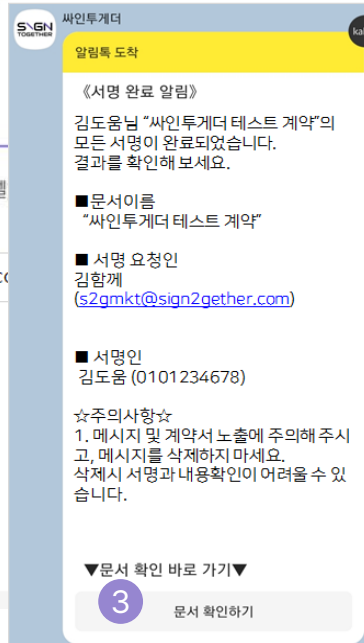 S\GN
TOGETHER
싸인투게더
알림톡 도착
《서명 완료 알림》
김도움님 “싸인투게더 테스트 계약”의
모든 서명이 완료되었습니다.
결과를 확인해 보세요.
■문서이름
“싸인투게더 테스트 계약”
■ 서명 요청인
김함께
(s2gmkt@sign2gether.com)
■ 서명인
김도움 (0101234678)
☆주의사항☆
1. 메시지 및 계약서 노출에 주의해 주시
고, 메시지를 삭제하지 마세요.
삭제시 서명과 내용확인이 어려울 수 있
습니다.
▼문서 확인 바로 가기▼
3
문서 확인하기